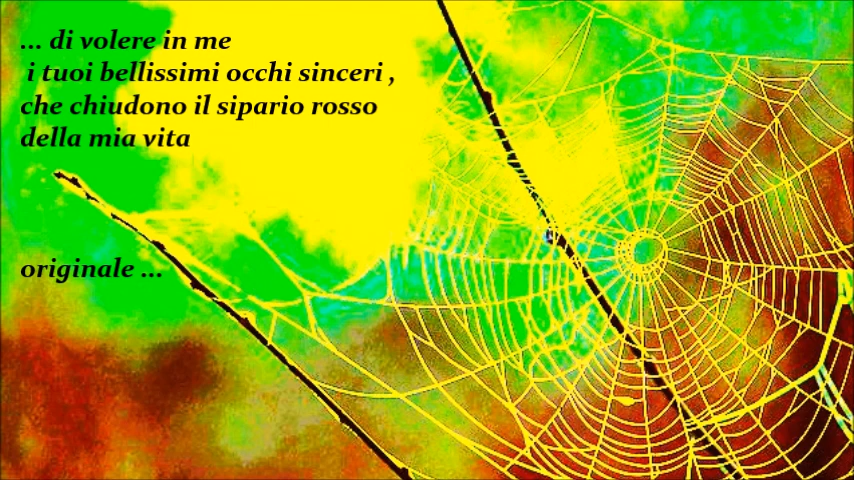 ... di volere in me
i tuoi bellissimi occhi sinceri ,
che chiudono il sipario rosso
della mia vita
originale ...